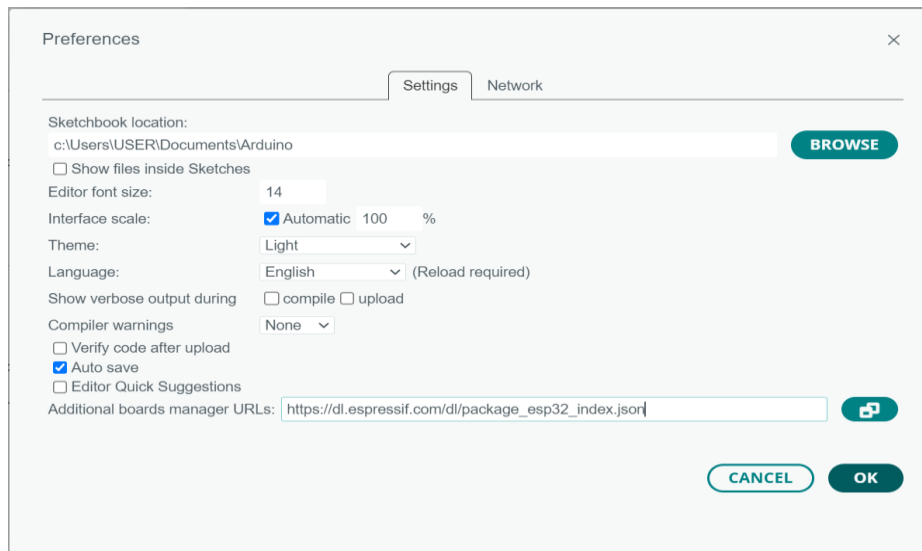 Preferences
Settings Network
Sketchbook location:
c:\Users\USER\Documents\Arduino BROWSE
Show files inside Sketches
Editor font size: 14
Interface scale: Automatic 100 %
Theme: Light
Language: English (Reload required)
Show verbose output during compile upload
Compiler warnings None
Verify code after upload
Auto save
Editor Quick Suggestions
Additional boards manager URLs: https://dl.espressif.com/dl/package_esp32_index.json
CANCEL OK